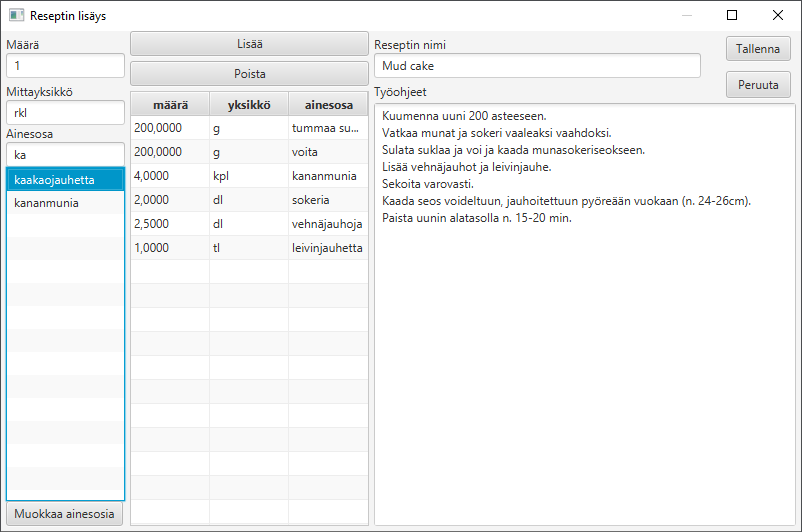 Reseptin lisäys
Määrä
1
Mittayksikkö
rkl
Ainesosa
ka
kaakaojauhetta
kananmunia
Muokkaa ainesosia
Lisää
Poista
määrä yksikkö ainesosa
200,0000 g tummaa su...
200,0000 g voita
4,0000 kpl kananmunia
2,0000 dl sokeria
2,5000 dl vehnäjauhoja
1,0000 tl leivinjauhetta
Reseptin nimi
Mud cake
Tallenna
Peruuta
Työohjeet
Kuumenna uuni 200 asteeseen.
Vatkaa munat ja sokeri vaaleaksi vaahdoksi.
Sulata suklaa ja voi ja kaada munasokeriseokseen.
Lisää vehnäjauhot ja leivinjauhe.
Sekoita varovasti.
Kaada seos voideltuun, jauhoitettuun pyöreään vuokaan (n. 24-26cm).
Paista uunin alatasolla n. 15-20 min.